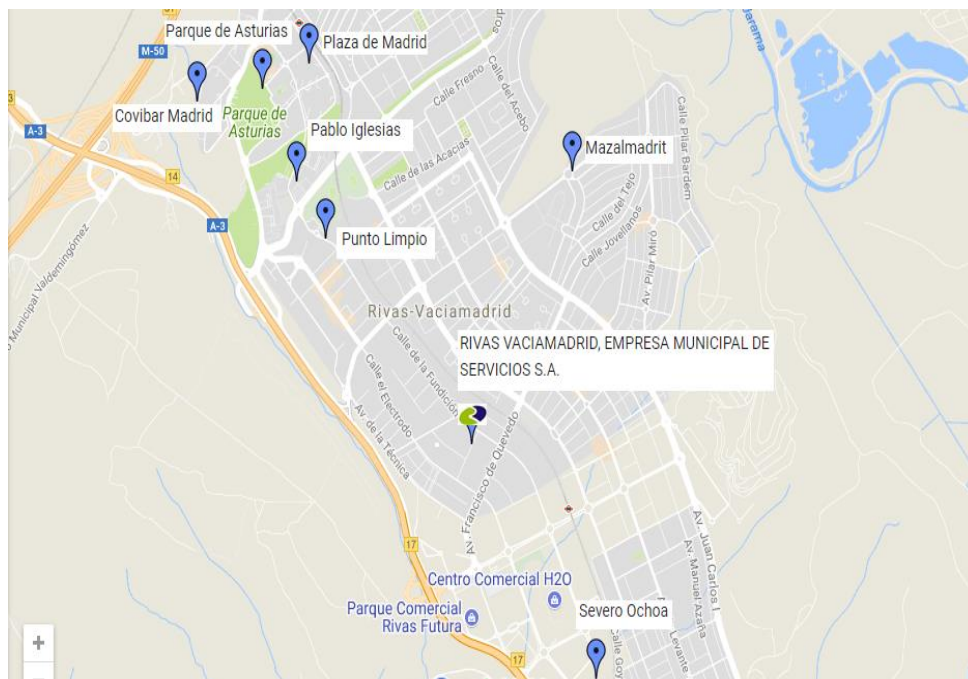 Parque de Asturias
Plaza de Madrid
M-50
Covibar Madrid
Parque de
Asturias
Pablo Iglesias
A-3
14
A-3
Calle Fresno
Calle del Acebo
Calle de las Acacias
Mazalmadrit
Calle Pilar Bardem
Calle del Tejo
Calle Jovellanos
Av. Pilar Miró
Punto Limpio
Municipal Valdemingómez
Rivas-Vaciamadrid
RIVAS VACIAMADRID, EMPRESA MUNICIPAL DE
SERVICIOS S.A.
Calle de la Fundición
Calle el Electrodo
Av. de la Técnica
Av. Francisco de Quevedo
17
Centro Comercial H2O
Parque Comercial
Rivas Futura
Av. Juan Carlos I
Av. Manuel Azaña
Levante
Severo Ochoa
Calle Goy
17
+